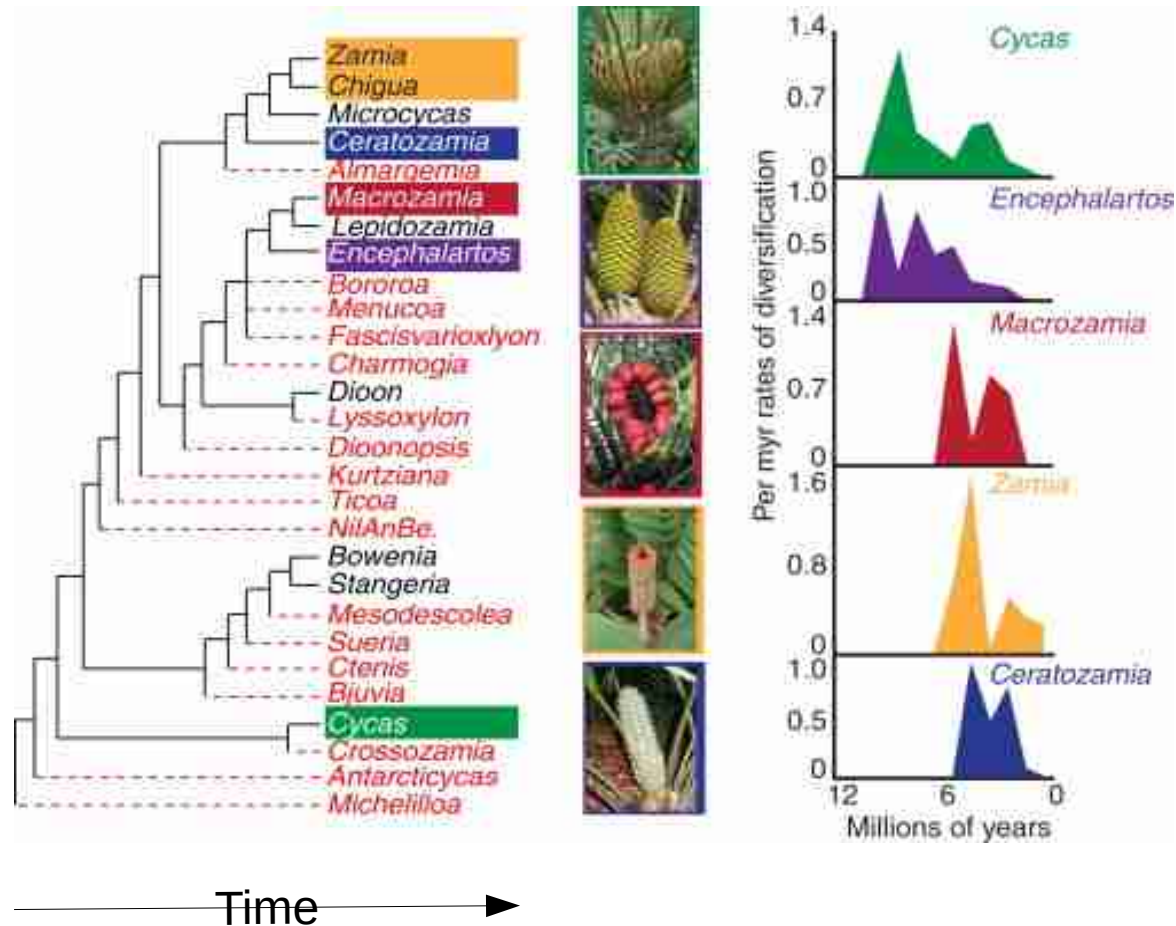 Zamia
Chigua
Microcycas
Ceratozamia
Almargemia
Macrozamia
Lepidozamia
Encephalartos
Bororoa
Menucoa
Fascisvarioxlyon
Charmogia
Dioon
Lyssoxylon
Dioonopsis
Kurtziana
Ticoa
NilAnBe.
Bowenia
Stangeria
Mesodescolea
Sueria
Ctenis
Bjuvia
Cycas
Crossozamia
Antarcticycas
Michelilloa
Time
Per myr rates of diversification
1.4
Cycas
0.7
0
1.0
Encephalartos
0.5
0
1.4
Macrozamia
0.7
0
1.6
Zamia
0.8
0
1.0
Ceratozamia
0.5
0
12 6 0
Millions of years